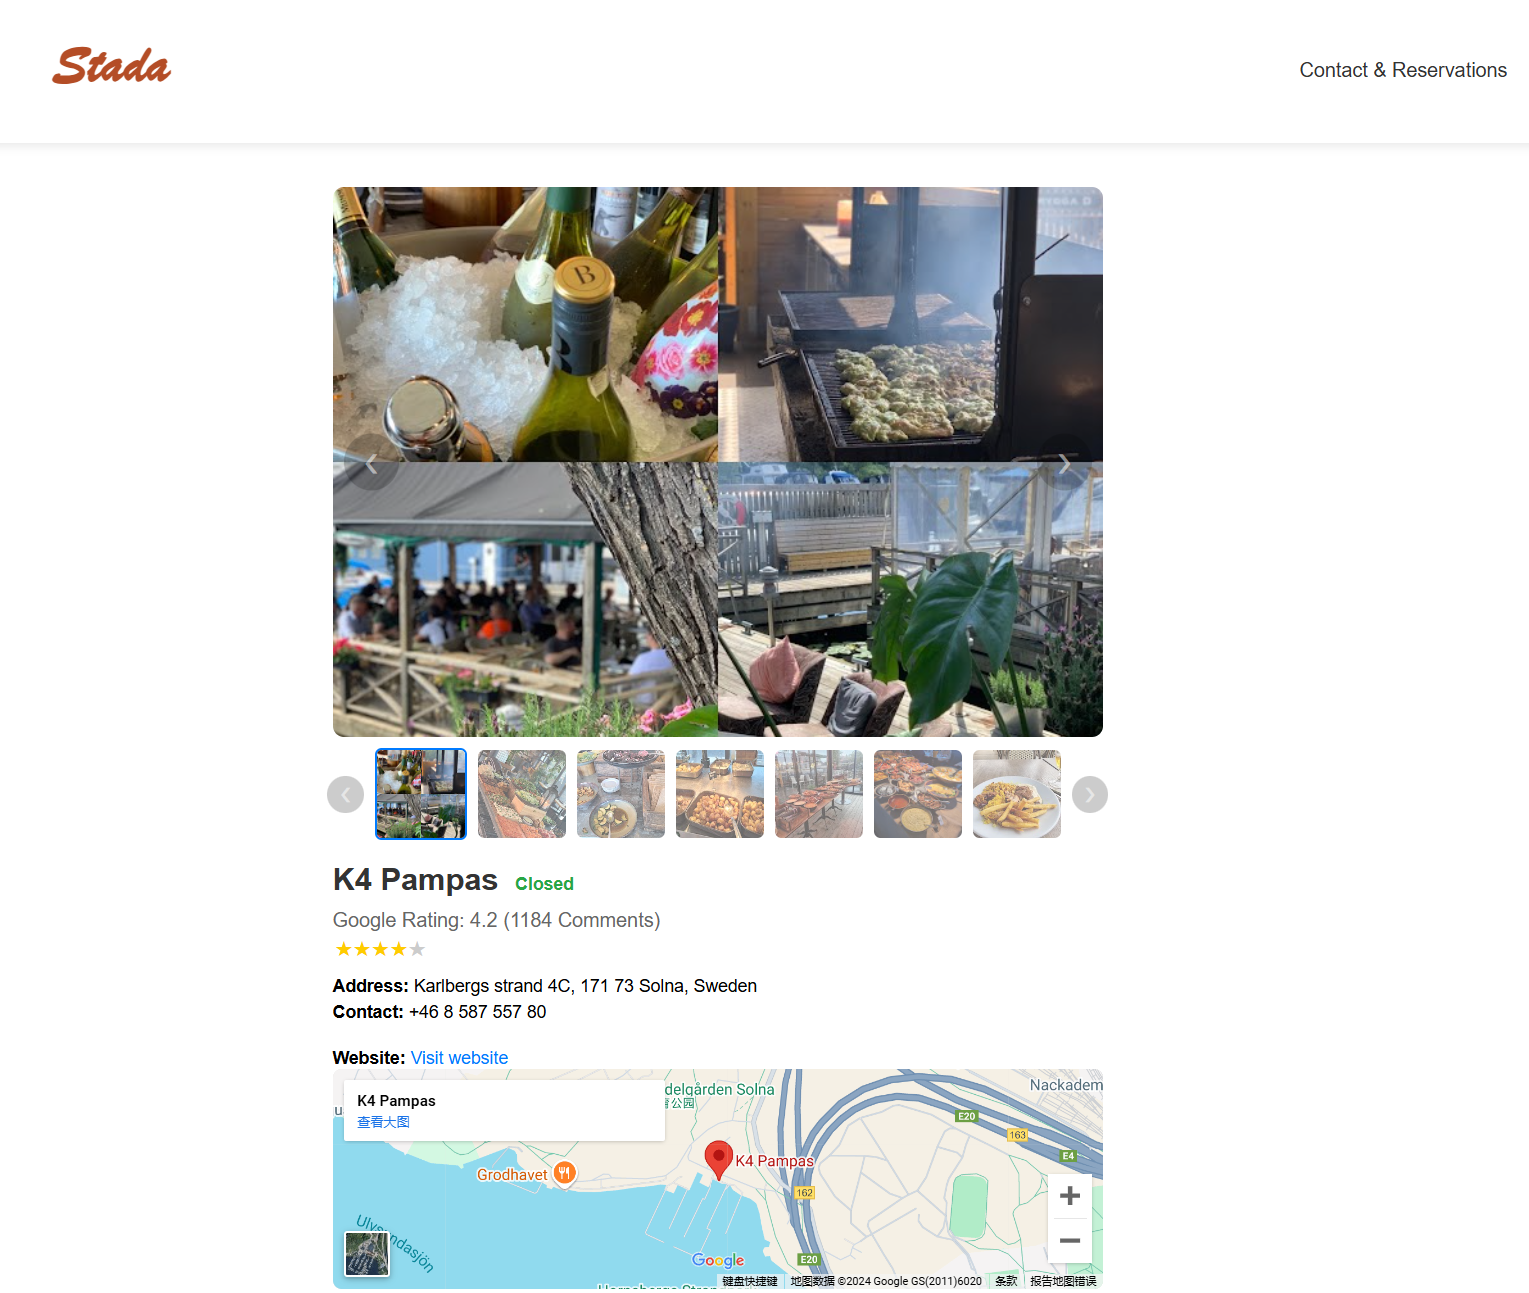 Stada
Contact & Reservations
B
K4 Pampas Closed
Google Rating: 4.2 (1184 Comments)
Address: Karlbergs strand 4C, 171 73 Solna, Sweden
Contact: +46 8 587 557 80
Website: Visit website
K4 Pampas
查看大图
delgården Solna
公园
Nackadem
E20
163
E4
Grodhavet
K4 Pampas
162
Ulvsundasjön
E20
Google
键盘快捷键
地图数据 ©2024 Google GS(2011)6020
条款
报告地图错误